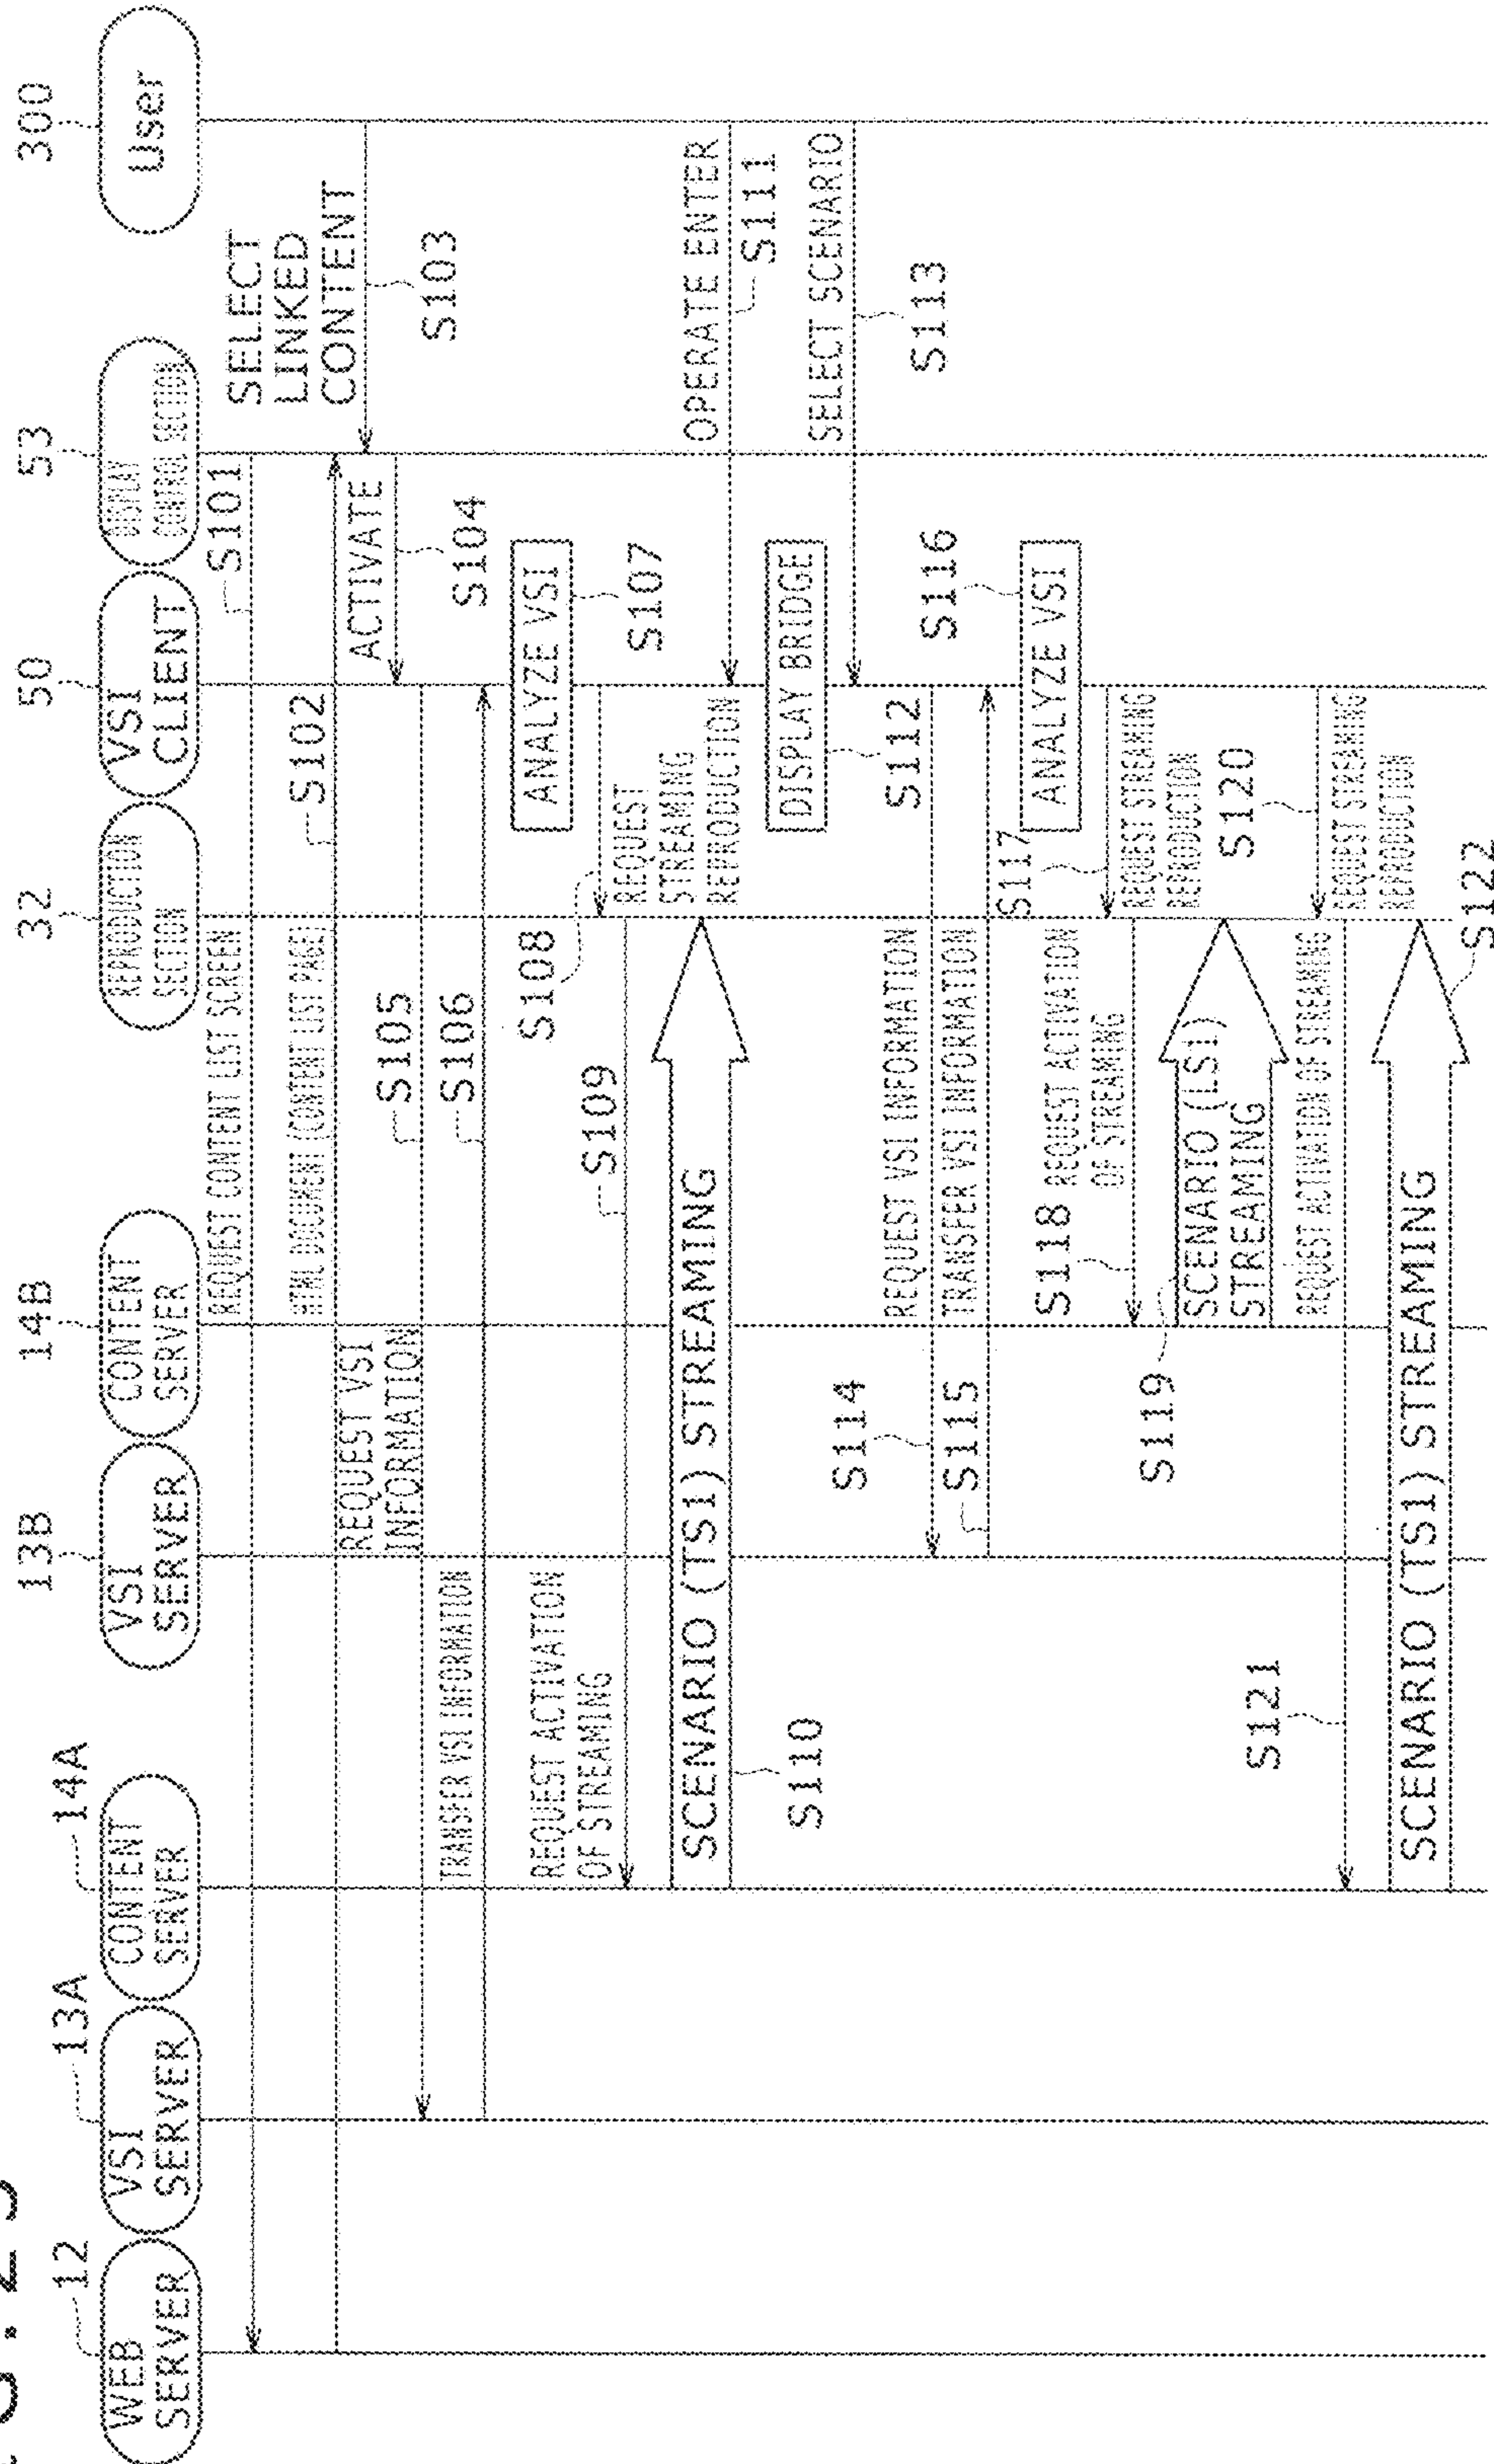 12
WEB
SERVER
13A
VSI
SERVER
14A
CONTENT
SERVER
13B
VSI
SERVER
14B
CONTENT
SERVER
32
REPRODUCTION
SECTION
50
VSI
CLIENT
53
DISPLAY
CONTROL SECTION
300
User
REQUEST CONTENT LIST SCREEN
S101
HTML DOCUMENT (CONTENT LIST PAGE)
S102
SELECT
LINKED
CONTENT
S103
ACTIVATE
S104
REQUEST VSI
INFORMATION
S105
TRANSFER VSI INFORMATION
S106
ANALYZE VSI
S107
REQUEST
STREAMING
REPRODUCTION
S108
REQUEST ACTIVATION
OF STREAMING
S109
SCENARIO (TS1) STREAMING
S110
OPERATE ENTER
S111
DISPLAY BRIDGE
S112
SELECT SCENARIO
S113
REQUEST VSI INFORMATION
S114
TRANSFER VSI INFORMATION
S115
ANALYZE VSI
S116
S117
REQUEST STREAMING
REPRODUCTION
REQUEST ACTIVATION
OF STREAMING
S118
SCENARIO (LS1)
STREAMING
S119
S120
REQUEST STREAMING
REPRODUCTION
REQUEST ACTIVATION OF STREAMING
S121
SCENARIO (TS1) STREAMING
S122